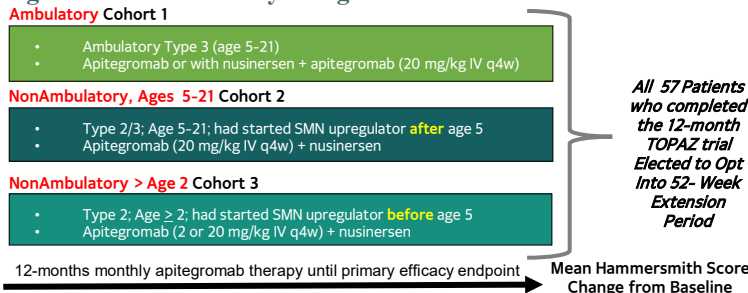 Ambulatory Cohort 1
• Ambulatory Type 3 (age 5-21)
• Apitegromab or with nusinersen + apitegromab (20 mg/kg IV q4w)
NonAmbulatory, Ages 5-21 Cohort 2
• Type 2/3; Age 5-21; had started SMN upregulator after age 5
• Apitegromab (20 mg/kg IV q4w) + nusinersen
NonAmbulatory > Age 2 Cohort 3
• Type 2; Age ≥ 2; had started SMN upregulator before age 5
• Apitegromab (2 or 20 mg/kg IV q4w) + nusinersen
All 57 Patients
who completed
the 12-month
TOPAZ trial
Elected to Opt
Into 52- Week
Extension
Period
12-months monthly apitegromab therapy until primary efficacy endpoint
Mean Hammersmith Score
Change from Baseline